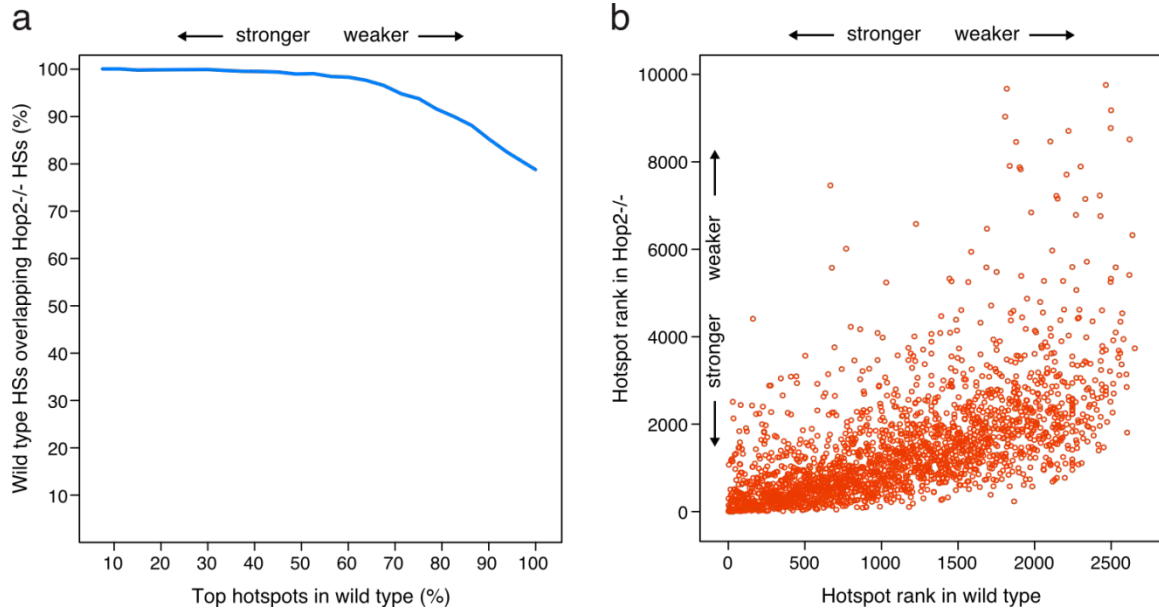 a
stronger weaker
Wild type HSs overlapping Hop2-/- HSs (%)
100
90
80
70
60
50
40
30
20
10
10 20 30 40 50 60 70 80 90 100
Top hotspots in wild type (%)
b
stronger weaker
Hotspot rank in Hop2-/-
weaker
stronger
10000
8000
6000
4000
2000
0
0 500 1000 1500 2000 2500
Hotspot rank in wild type